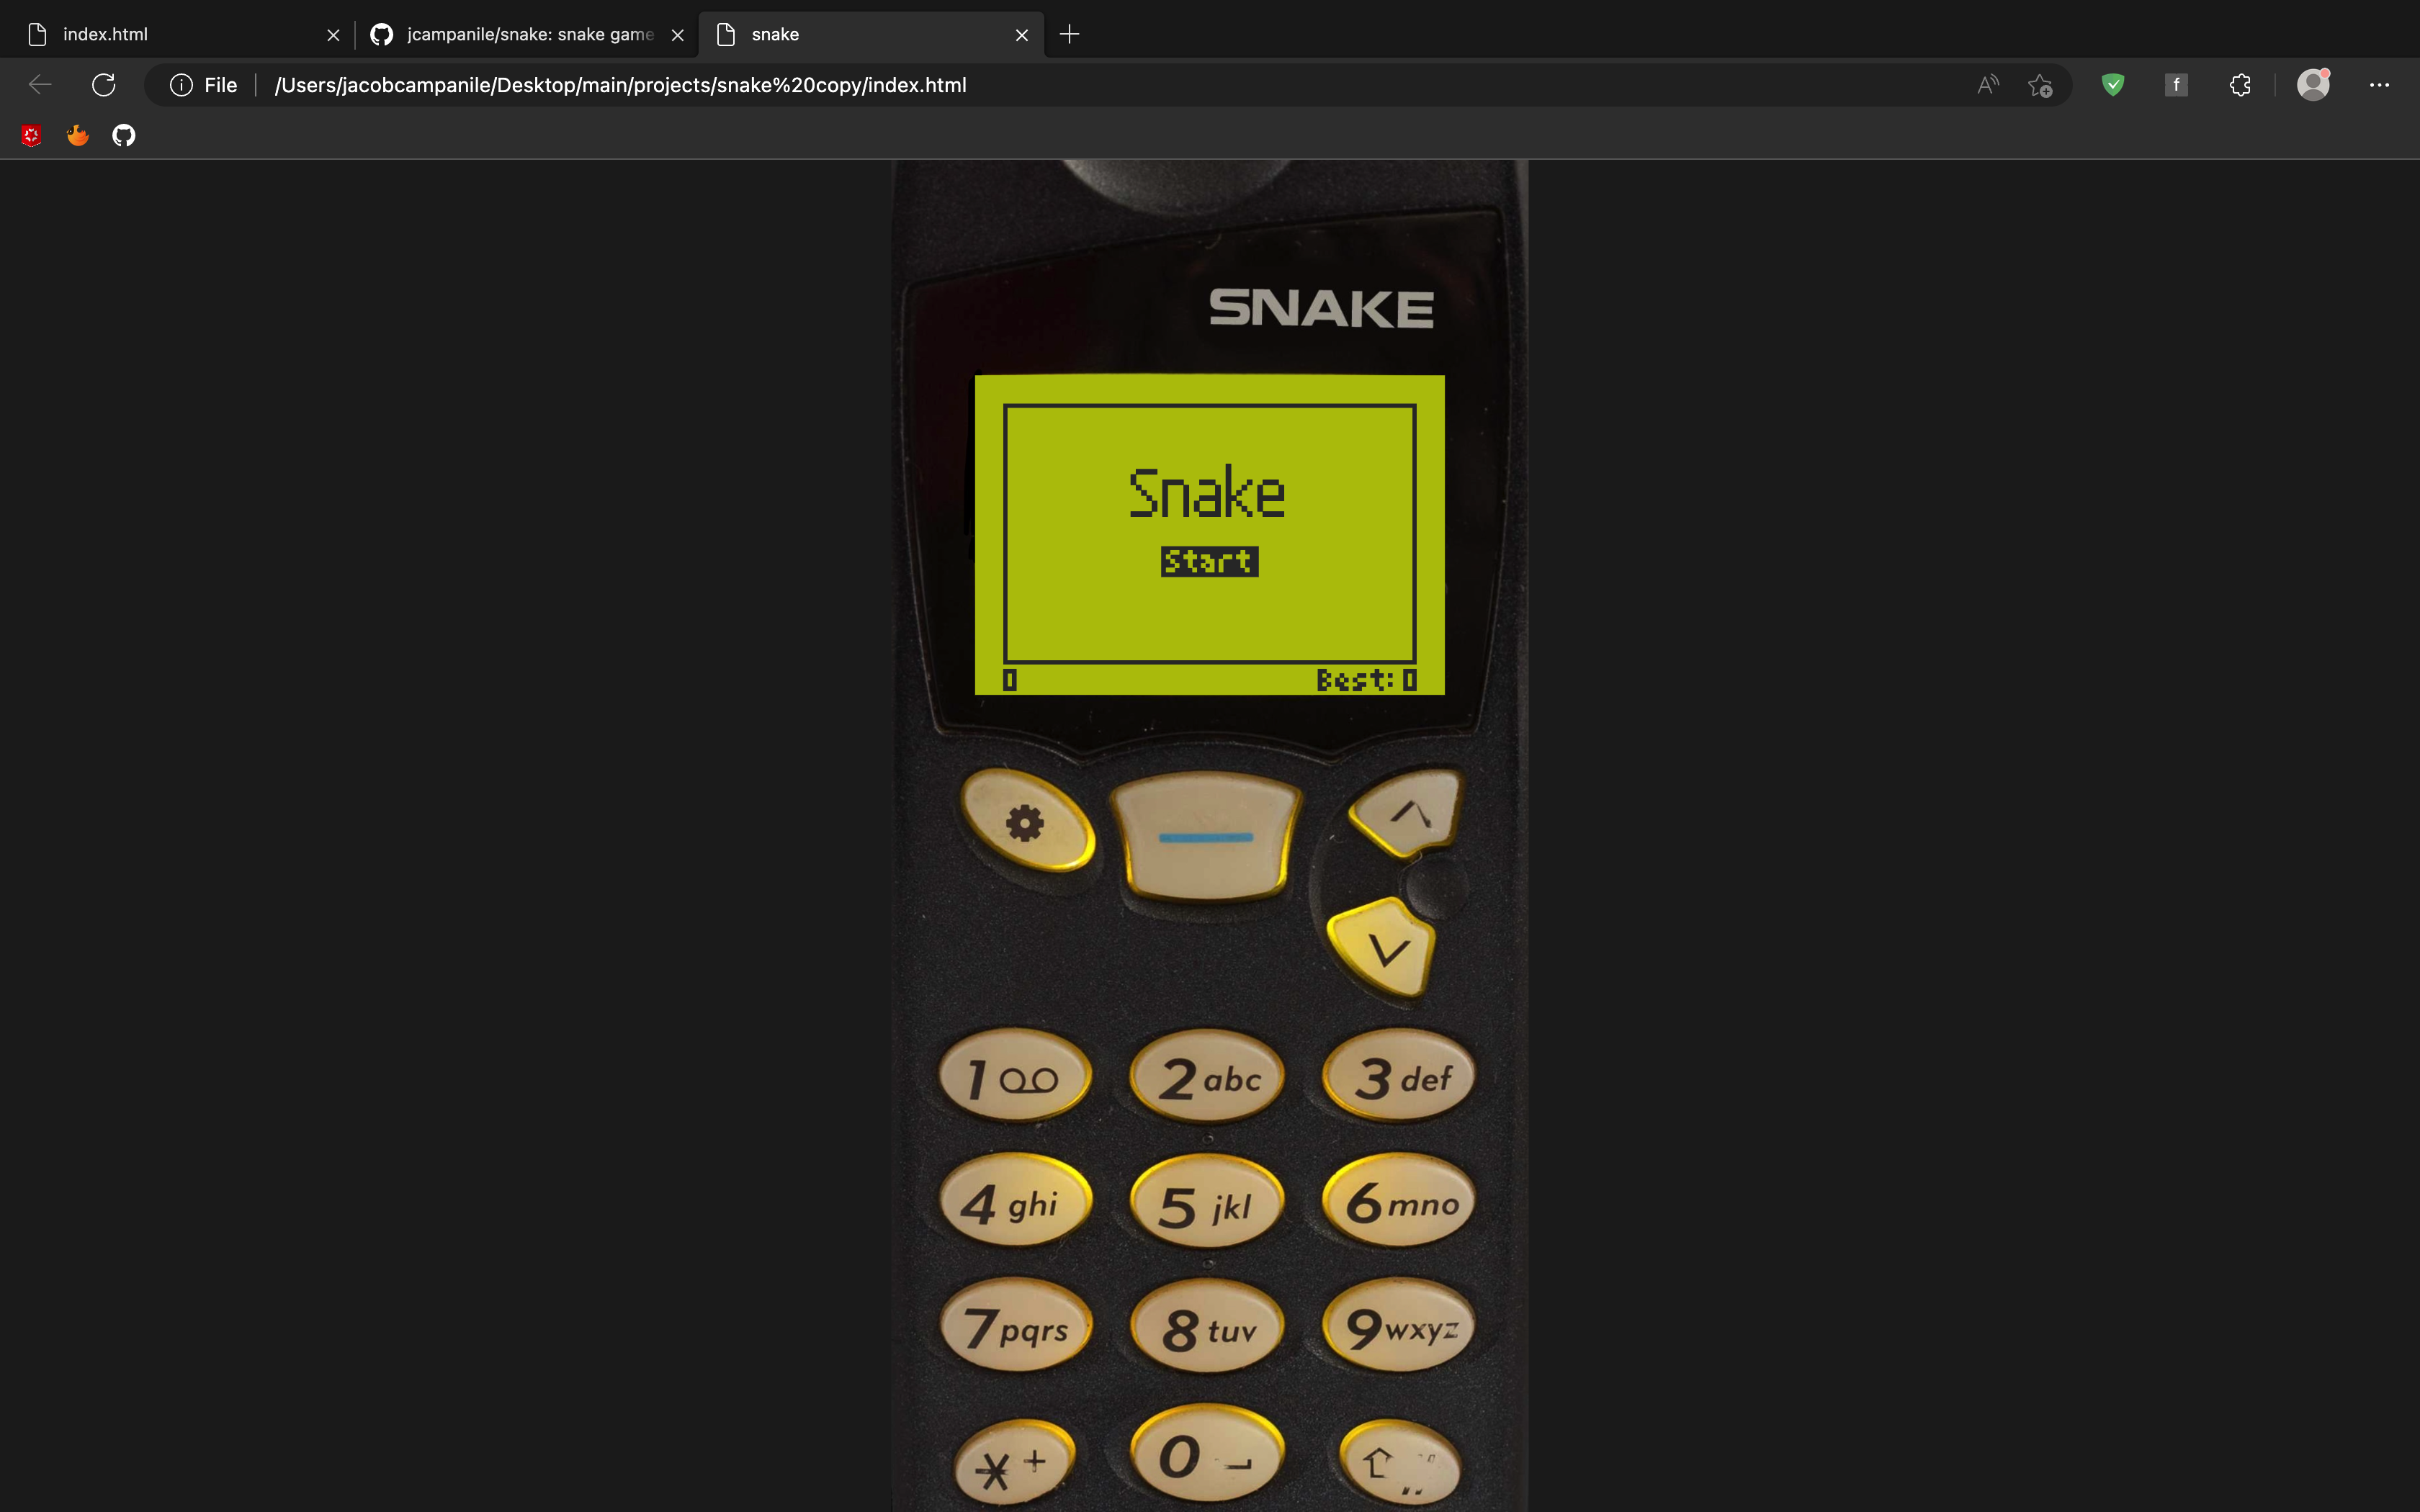 index.html
jcampanile/snake: snake game
snake
File
/Users/jacobcampanile/Desktop/main/projects/snake%20copy/index.html
f
SNAKE
Snake
Start
0
Best: 0
1
2 abc
3 def
4 ghi
5 jkl
6 mno
7 pqrs
8 tuv
9 wxyz
* +
0